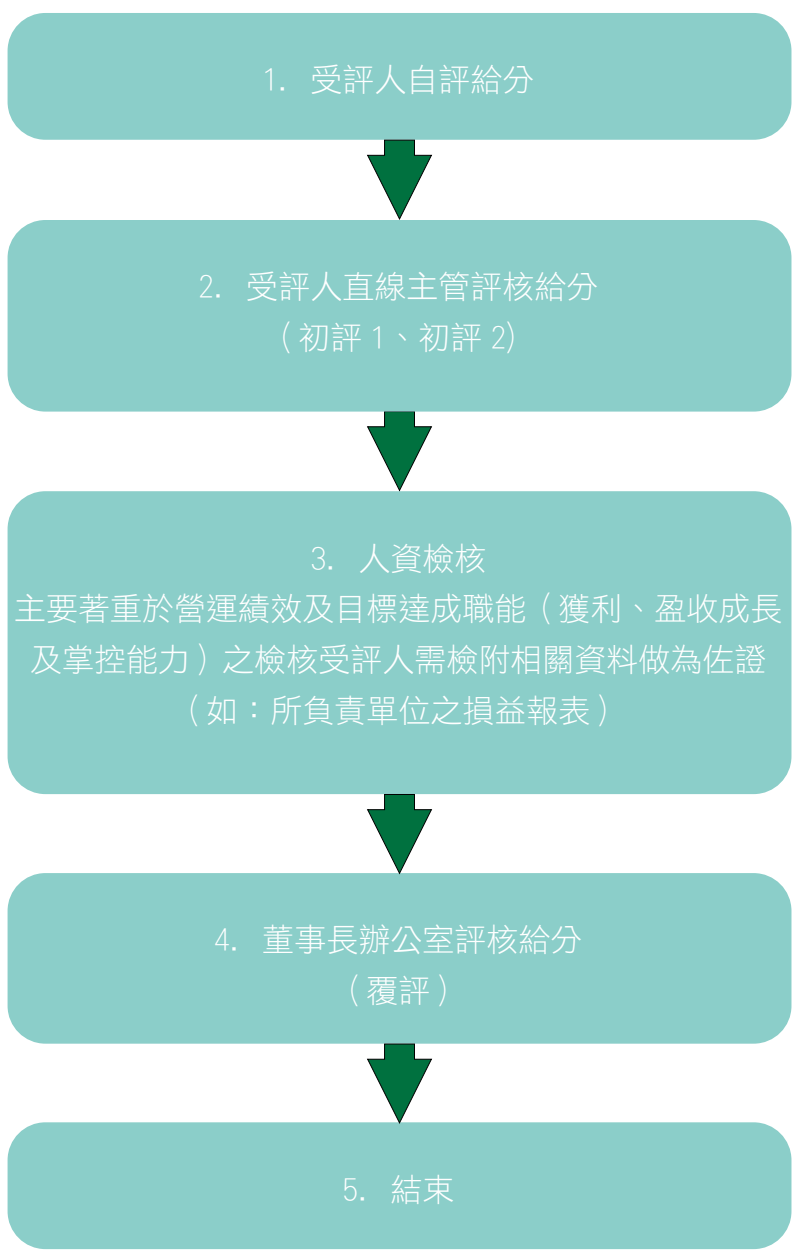 1. 受評人自評給分
2. 受評人直線主管評核給分
（初評 1、初評 2)
3. 人資檢核
主要著重於營運績效及目標達成職能（獲利、盈收成長
及掌控能力）之檢核受評人需檢附相關資料做為佐證
（如：所負責單位之損益報表）
4. 董事長辦公室評核給分
（覆評）
5. 結束